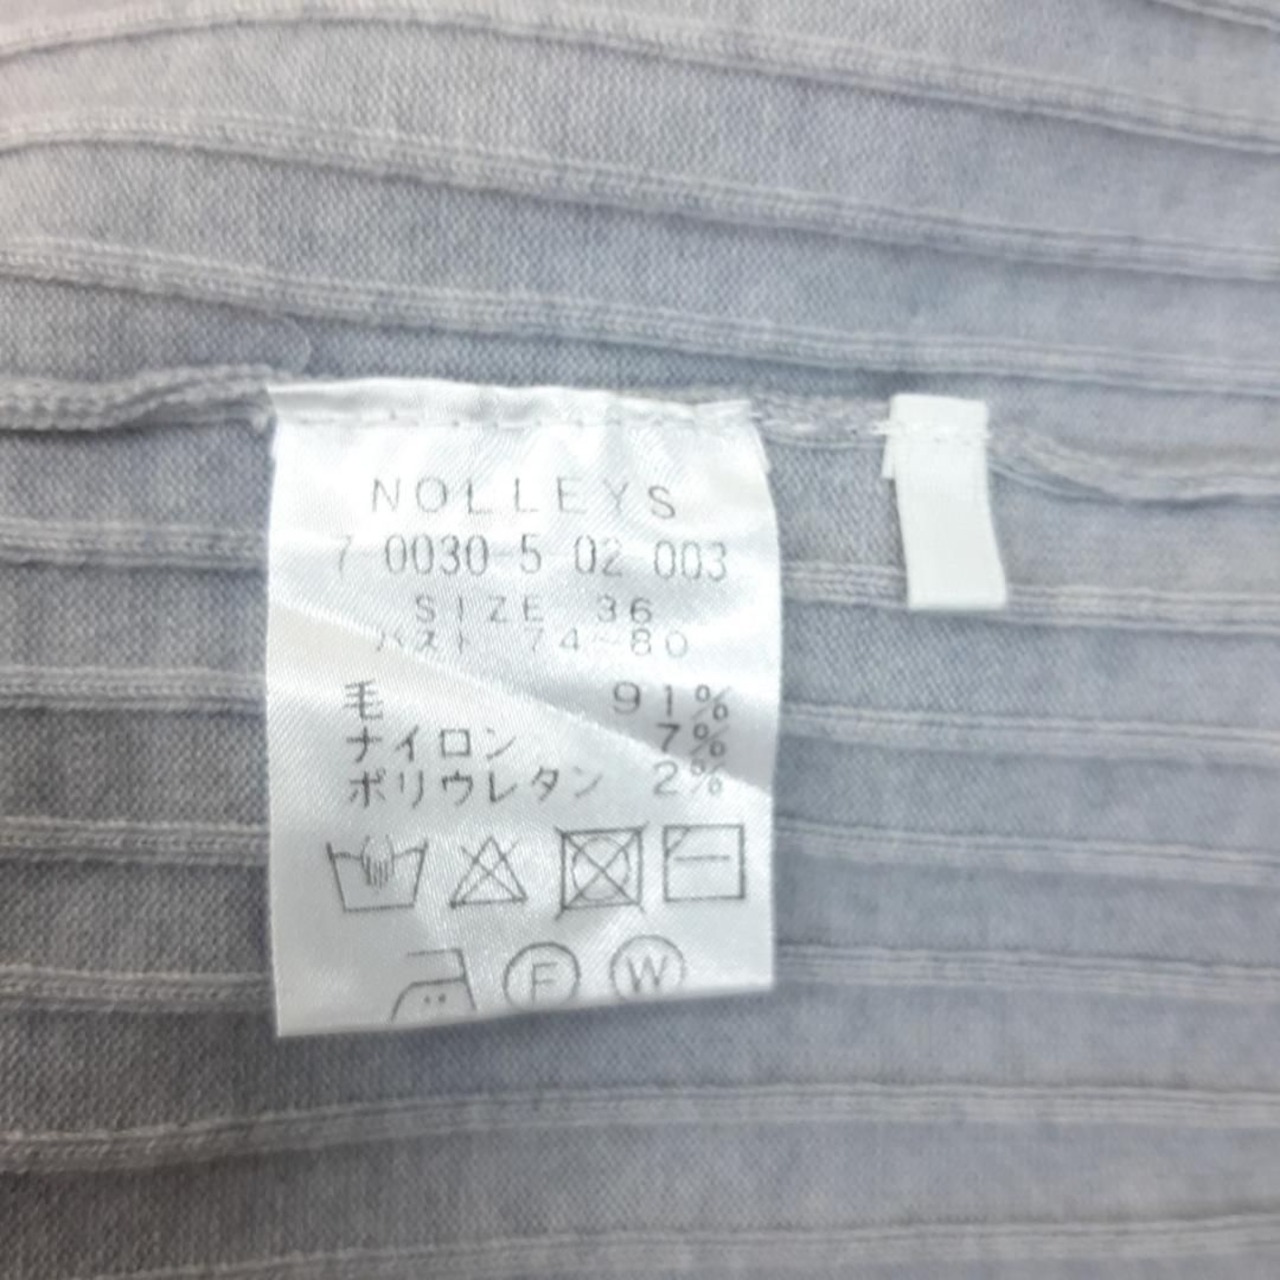 NOLLEYS
7 0030 5 02 003
SIZE 36
バスト 74~80
毛 91%
ナイロン 7%
ポリウレタン 2%
F W